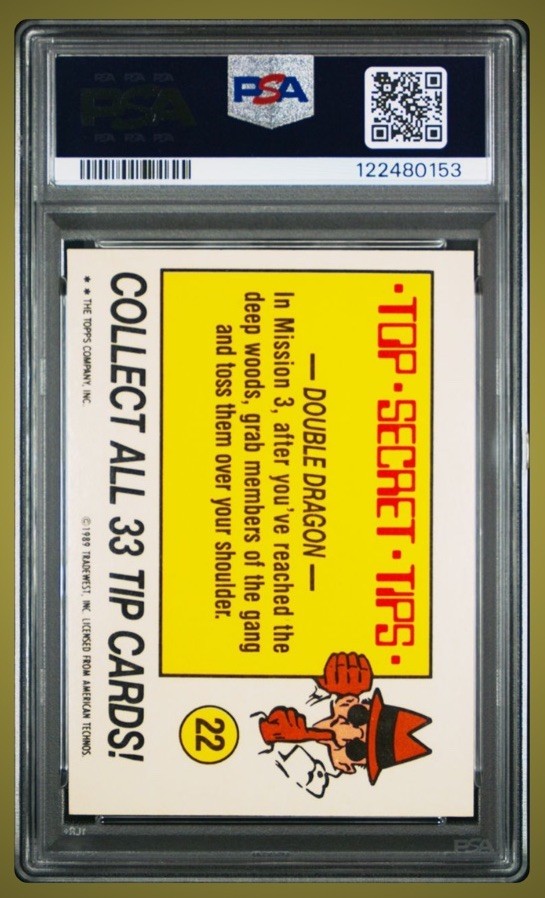 PSA
122480153
·TOP·SECRET·TIPS·
— DOUBLE DRAGON —
In Mission 3, after you've reached the
deep woods, grab members of the gang
and toss them over your shoulder.
22
COLLECT ALL 33 TIP CARDS!
* * THE TOPPS COMPANY, INC. ©1989 TRADEWEST, INC. LICENSED FROM AMERICAN TECHNOS.
PSA